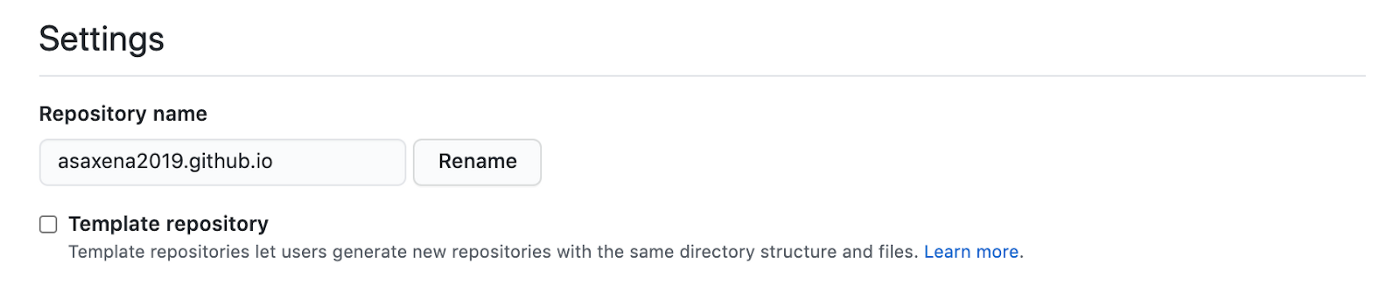 Settings
Repository name
asaxena2019.github.io
Rename
Template repository
Template repositories let users generate new repositories with the same directory structure and files. Learn more.